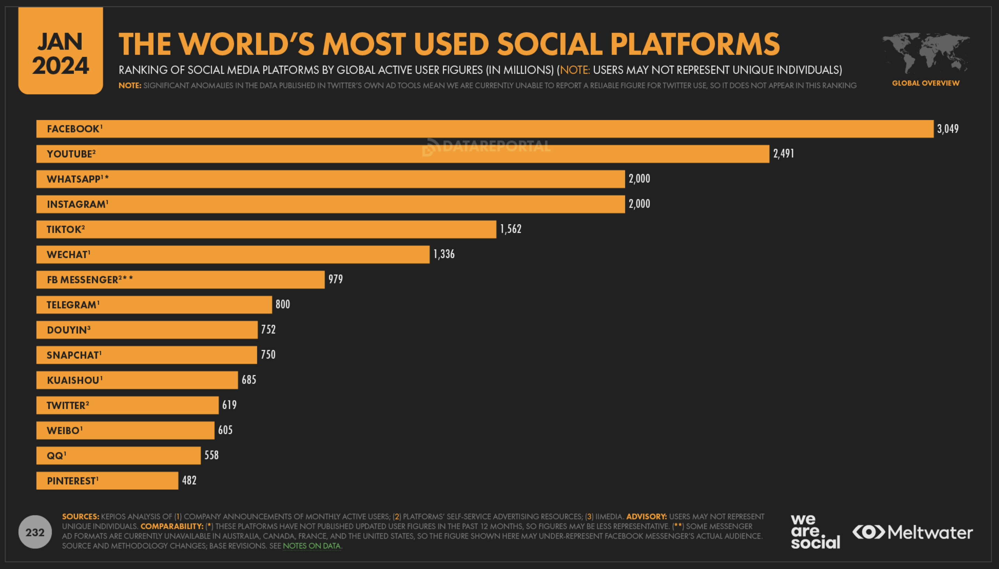 JAN
2024
THE WORLD'S MOST USED SOCIAL PLATFORMS
RANKING OF SOCIAL MEDIA PLATFORMS BY GLOBAL ACTIVE USER FIGURES (IN MILLIONS) (NOTE: USERS MAY NOT REPRESENT UNIQUE INDIVIDUALS)
NOTE: SIGNIFICANT ANOMALIES IN THE DATA PUBLISHED IN TWITTER'S OWN AD TOOLS MEAN WE ARE CURRENTLY UNABLE TO REPORT A RELIABLE FIGURE FOR TWITTER USE, SO IT DOES NOT APPEAR IN THIS RANKING
GLOBAL OVERVIEW
FACEBOOK¹ 3,049
DATAREPORTAL
YOUTUBE² 2,491
WHATSAPP¹* 2,000
INSTAGRAM¹ 2,000
TIKTOK² 1,562
WECHAT¹ 1,336
FB MESSENGER²** 979
TELEGRAM¹ 800
DOUYIN³ 752
SNAPCHAT¹ 750
KUAISHOU¹ 685
TWITTER² 619
WEIBO¹ 605
QQ¹ 558
PINTEREST¹ 482
232
SOURCES: KEPIOS ANALYSIS OF (1) COMPANY ANNOUNCEMENTS OF MONTHLY ACTIVE USERS; (2) PLATFORMS' SELF-SERVICE ADVERTISING RESOURCES; (3) IIMEDIA. ADVISORY: USERS MAY NOT REPRESENT
UNIQUE INDIVIDUALS. COMPARABILITY: (*) THESE PLATFORMS HAVE NOT PUBLISHED UPDATED USER FIGURES IN THE PAST 12 MONTHS, SO FIGURES MAY BE LESS REPRESENTATIVE. (**) SOME MESSENGER
AD FORMATS ARE CURRENTLY UNAVAILABLE IN AUSTRALIA, CANADA, FRANCE, AND THE UNITED STATES, SO THE FIGURE SHOWN HERE MAY UNDER-REPRESENT FACEBOOK MESSENGER'S ACTUAL AUDIENCE.
SOURCE AND METHODOLOGY CHANGES; BASE REVISIONS. SEE NOTES ON DATA.
we
are.
social
Meltwater